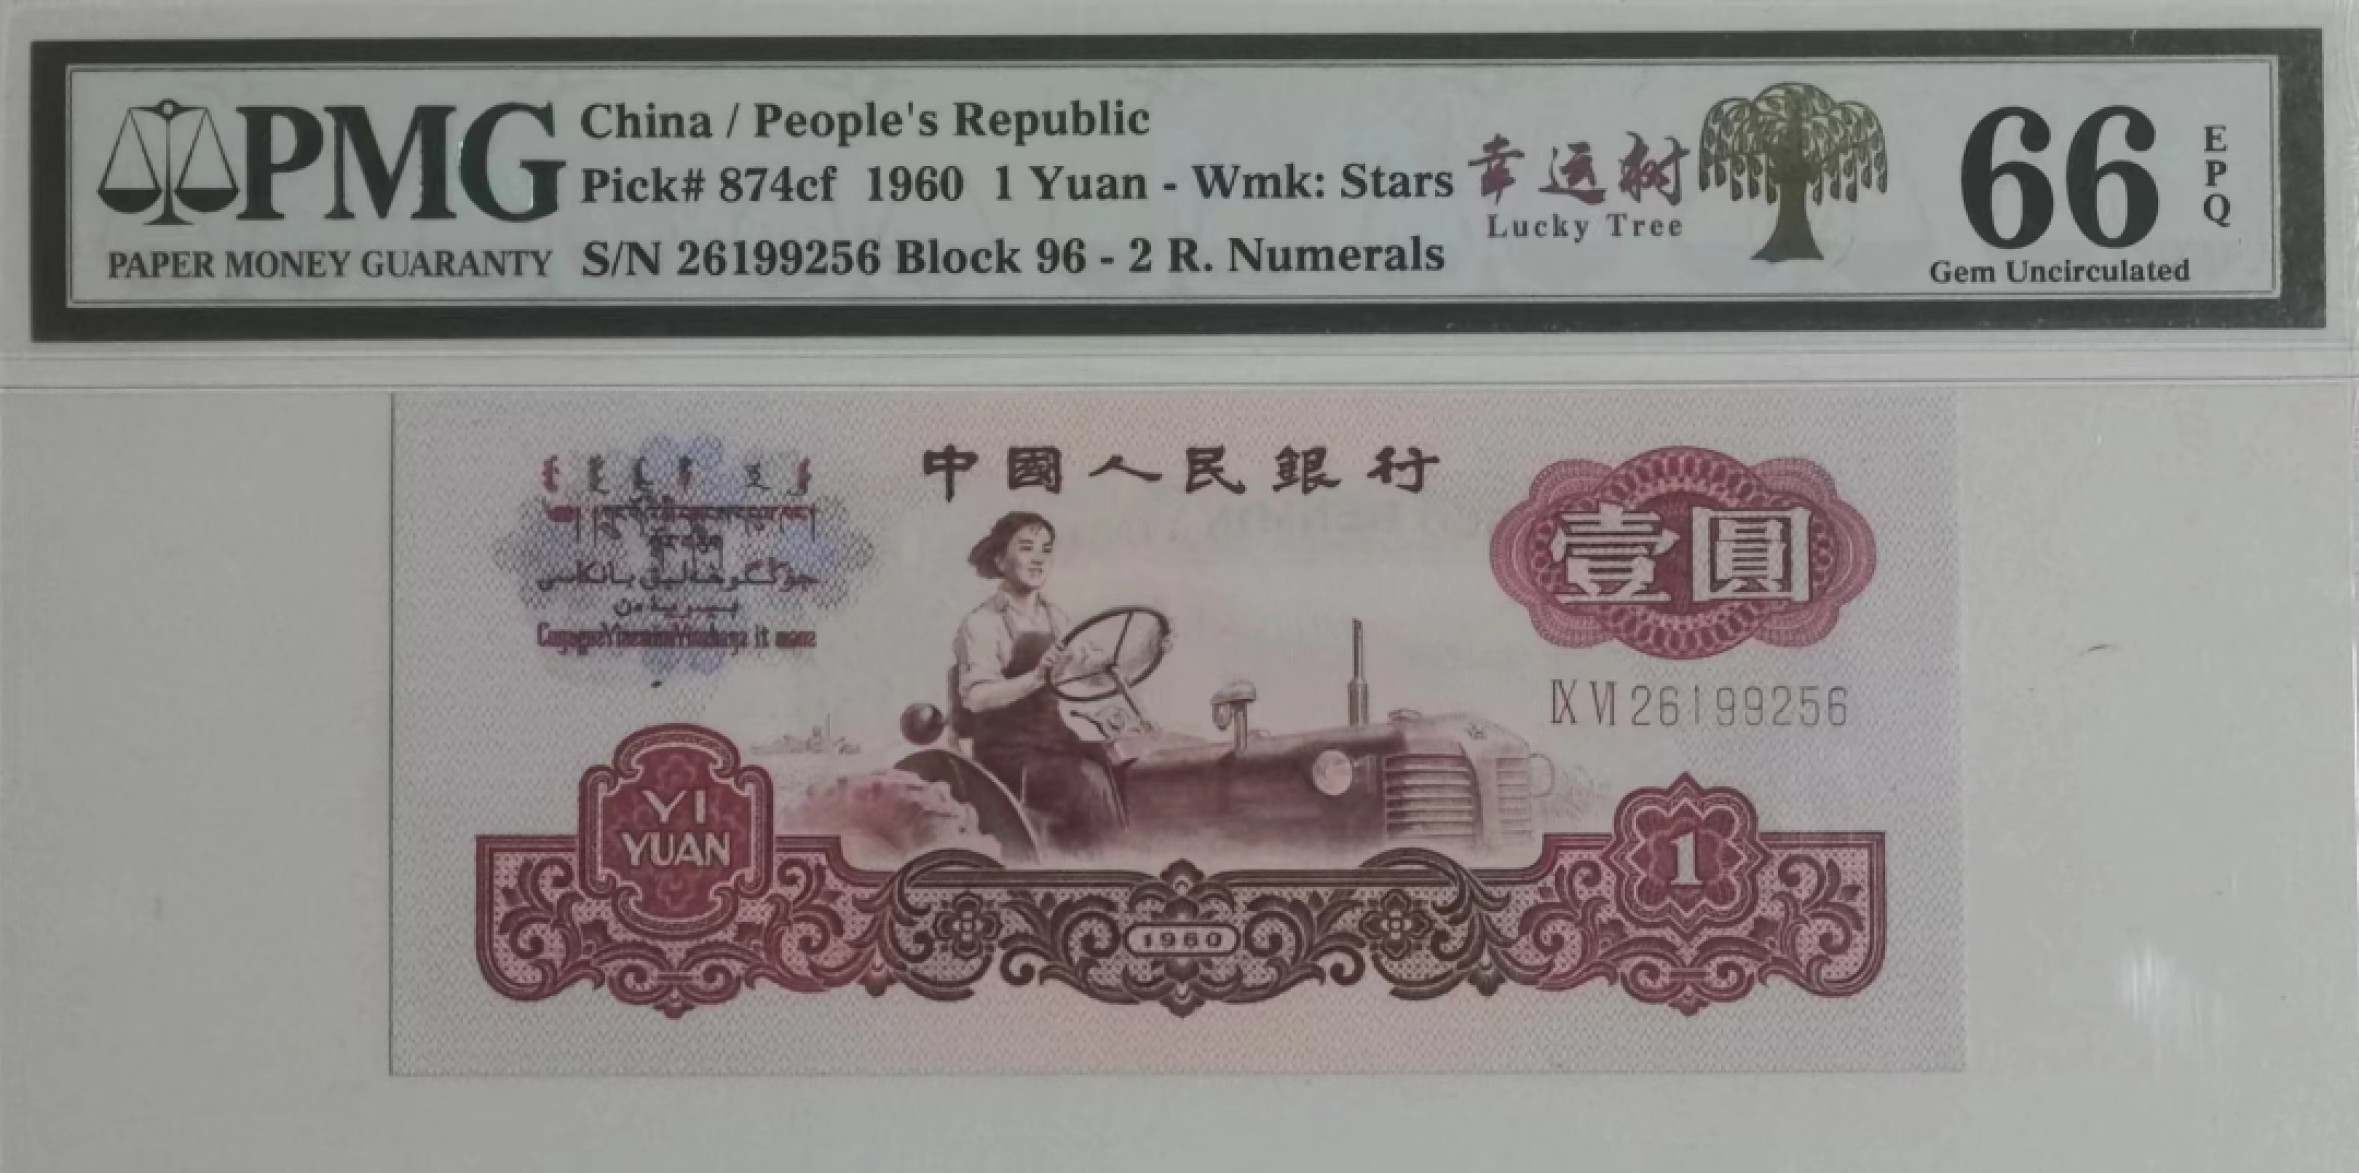 PMG
PAPER MONEY GUARANTY
China / People's Republic
Pick# 874cf 1960 1 Yuan - Wmk: Stars
S/N 26199256 Block 96 - 2 R. Numerals
幸运树
Lucky Tree
66
EPQ
Gem Uncirculated
中國人民銀行
壹圓
IX VI 26199256
YI
YUAN
1
1960